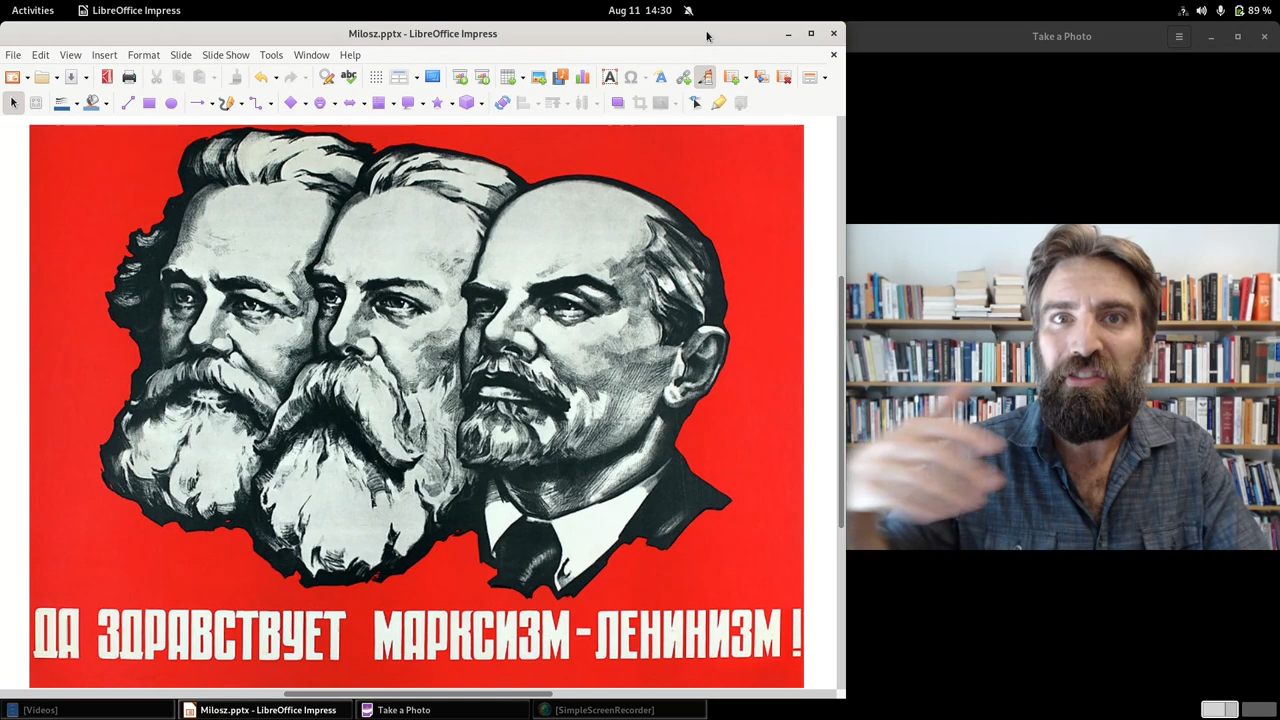 Activities LibreOffice Impress Aug 11 14:30 89 %
Milosz.pptx - LibreOffice Impress
Take a Photo
File Edit View Insert Format Slide Slide Show Tools Window Help
ДА ЗДРАВСТВУЕТ МАРКСИЗМ-ЛЕНИНИЗМ!
[Videos] Milosz.pptx - LibreOffice Impress Take a Photo [SimpleScreenRecorder]